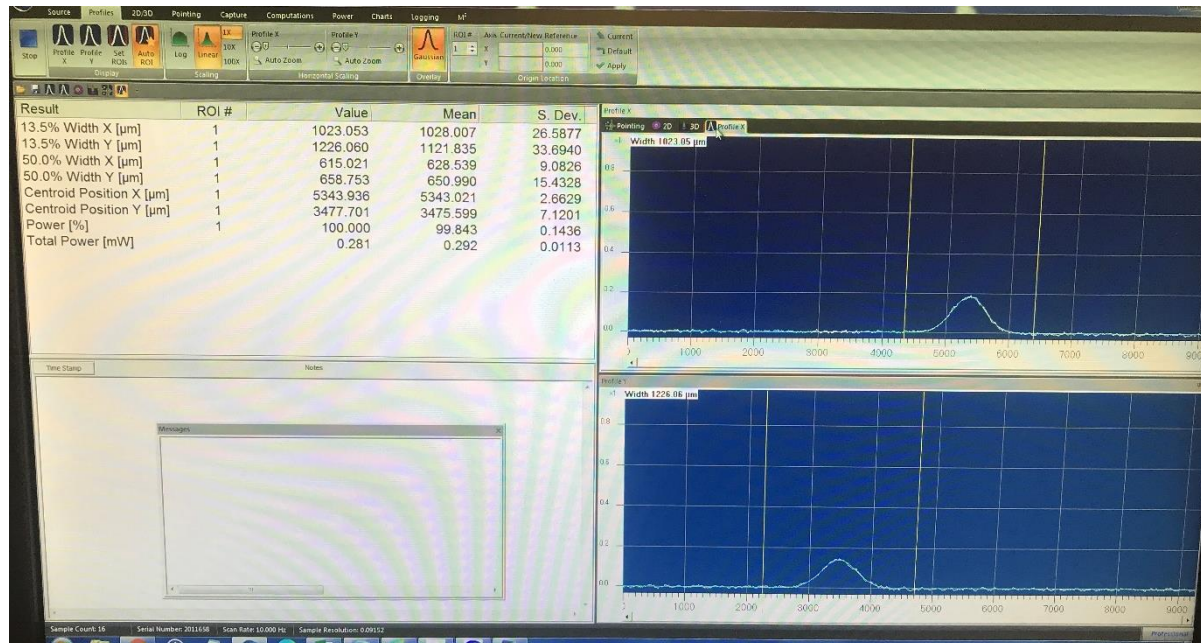 Source Profiles 2D/3D Pointing Capture Computations Power Charts Logging M²
Stop
Profile X
Profile Y
Set ROIs
Auto ROI
Display
Log
Linear
1X
10X
100X
Scaling
Profile X
Auto Zoom
Profile Y
Auto Zoom
Horizontal Scaling
Gaussian
Overlay
ROI # Axis Current/New Reference
1 X 0.000
Y 0.000
Current
Default
Apply
Origin Location
Result ROI # Value Mean S. Dev.
13.5% Width X [µm] 1 1023.053 1028.007 26.5877
13.5% Width Y [µm] 1 1226.060 1121.835 33.6940
50.0% Width X [µm] 1 615.021 628.539 9.0826
50.0% Width Y [µm] 1 658.753 650.990 15.4328
Centroid Position X [µm] 1 5343.936 5343.021 2.6629
Centroid Position Y [µm] 1 3477.701 3475.599 7.1201
Power [%] 1 100.000 99.843 0.1436
Total Power [mW] 0.281 0.292 0.0113
Profile X
Pointing 2D 3D Profile X
Width 1023.05 µm
0.8
0.6
0.4
0.2
0.0
1000 2000 3000 4000 5000 6000 7000 8000
Profile Y
Width 1226.06 µm
0.8
0.6
0.4
0.2
0.0
1000 2000 3000 4000 5000 6000 7000 8000 9000
Time Stamp Notes
Messages
Sample Count: 16 Serial Number: 2011658 Scan Rate: 10.000 Hz Sample Resolution: 0.09152
Professional